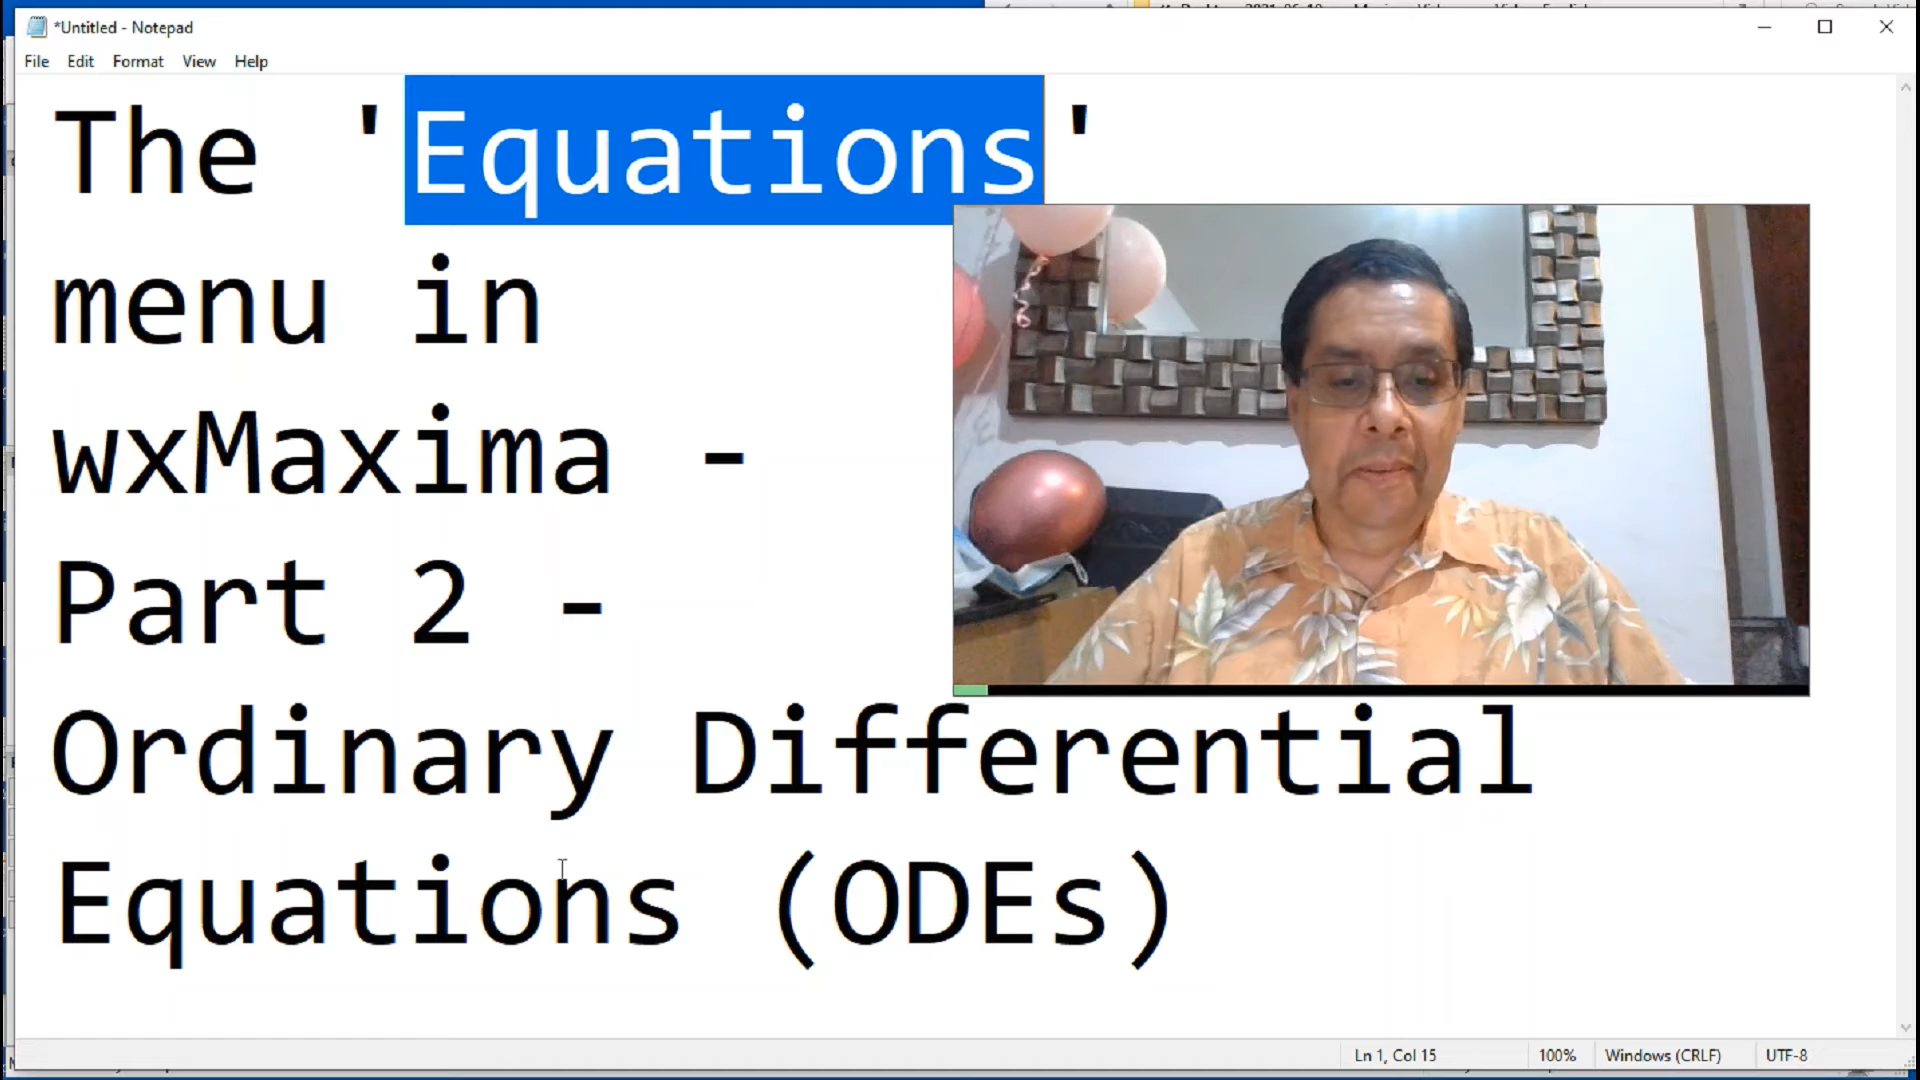 *Untitled - Notepad
File Edit Format View Help
The 'Equations'
menu in
wxMaxima -
Part 2 -
Ordinary Differential
Equations (ODEs)
Ln 1, Col 15 100% Windows (CRLF) UTF-8